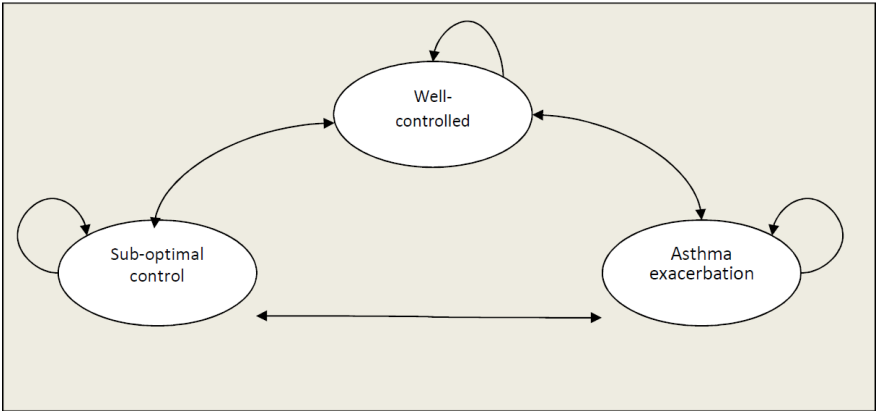 Well-
controlled
Sub-optimal
control
Asthma
exacerbation